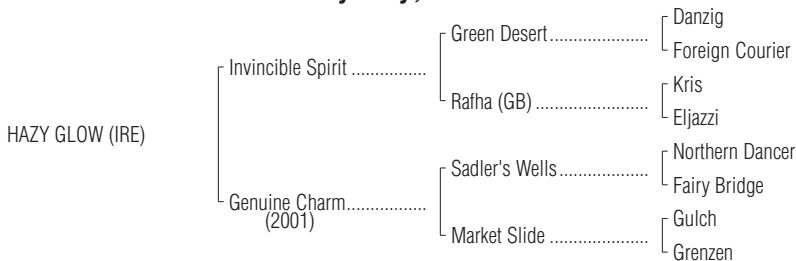 Danzig
Green Desert.....................
Foreign Courier
Invincible Spirit ................
Kris
Rafha (GB) ........................
Eljazzi
HAZY GLOW (IRE)
Northern Dancer
Sadler's Wells...................
Fairy Bridge
Genuine Charm.................
(2001)
Gulch
Market Slide .....................
Grenzen